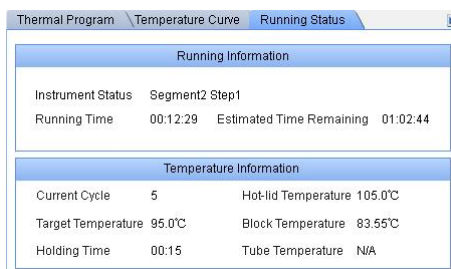 Thermal Program Temperature Curve Running Status
Running Information
Instrument Status Segment2 Step1
Running Time 00:12:29 Estimated Time Remaining 01:02:44
Temperature Information
Current Cycle 5 Hot-lid Temperature 105.0℃
Target Temperature 95.0℃ Block Temperature 83.55℃
Holding Time 00:15 Tube Temperature N/A